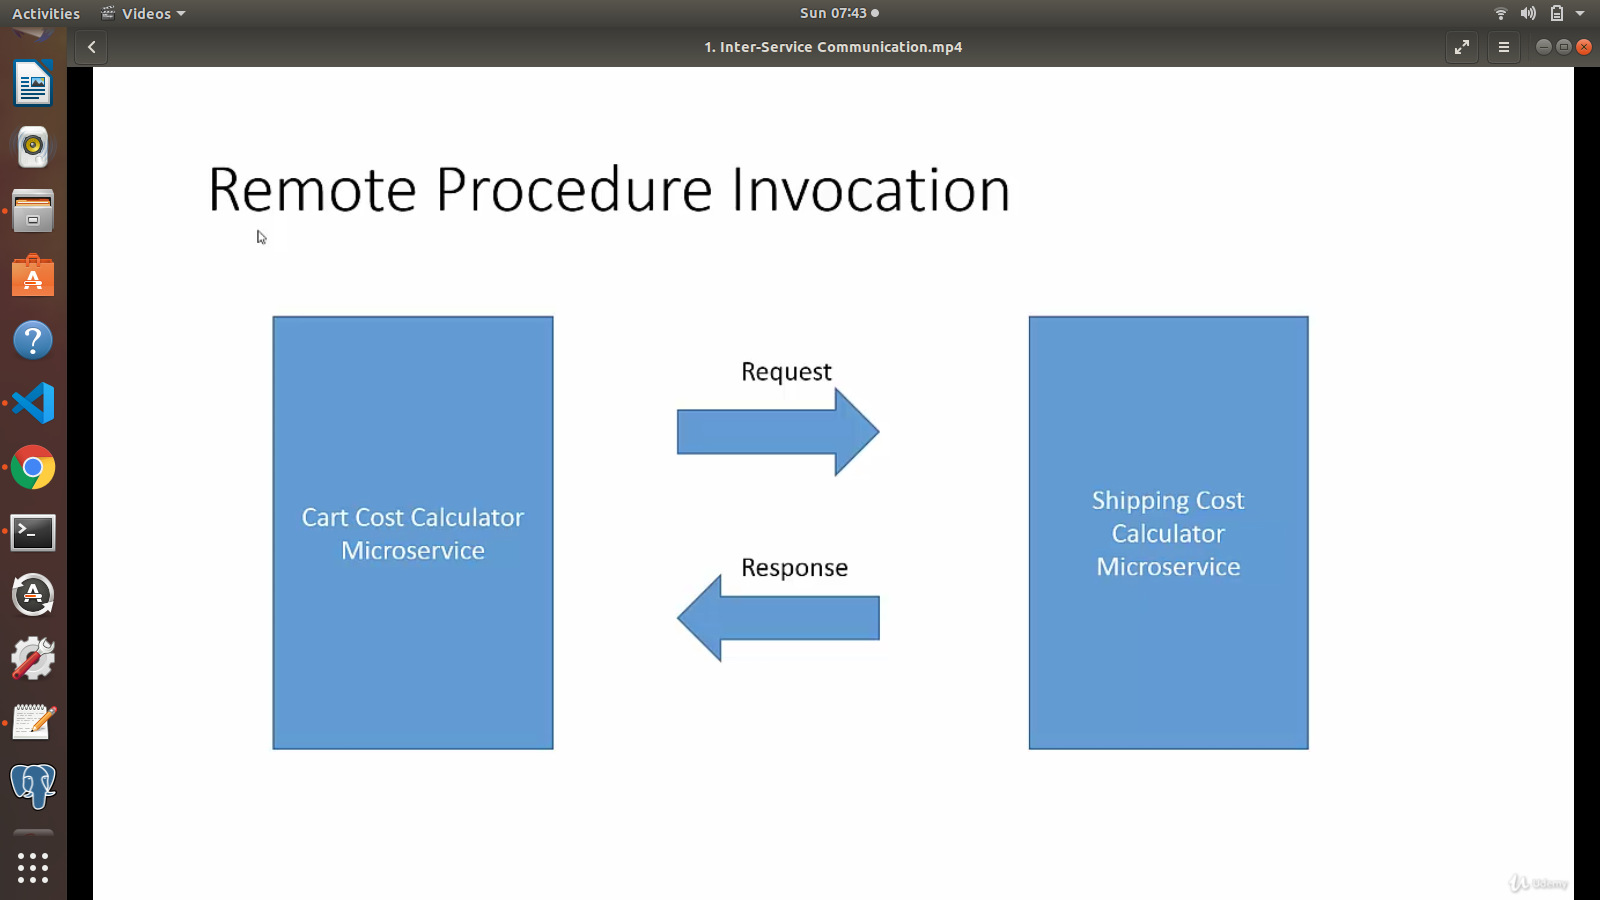 Activities
Videos
Sun 07:43
1. Inter-Service Communication.mp4
Remote Procedure Invocation
Request
Cart Cost Calculator
Microservice
Shipping Cost
Calculator
Microservice
Response
Udemy